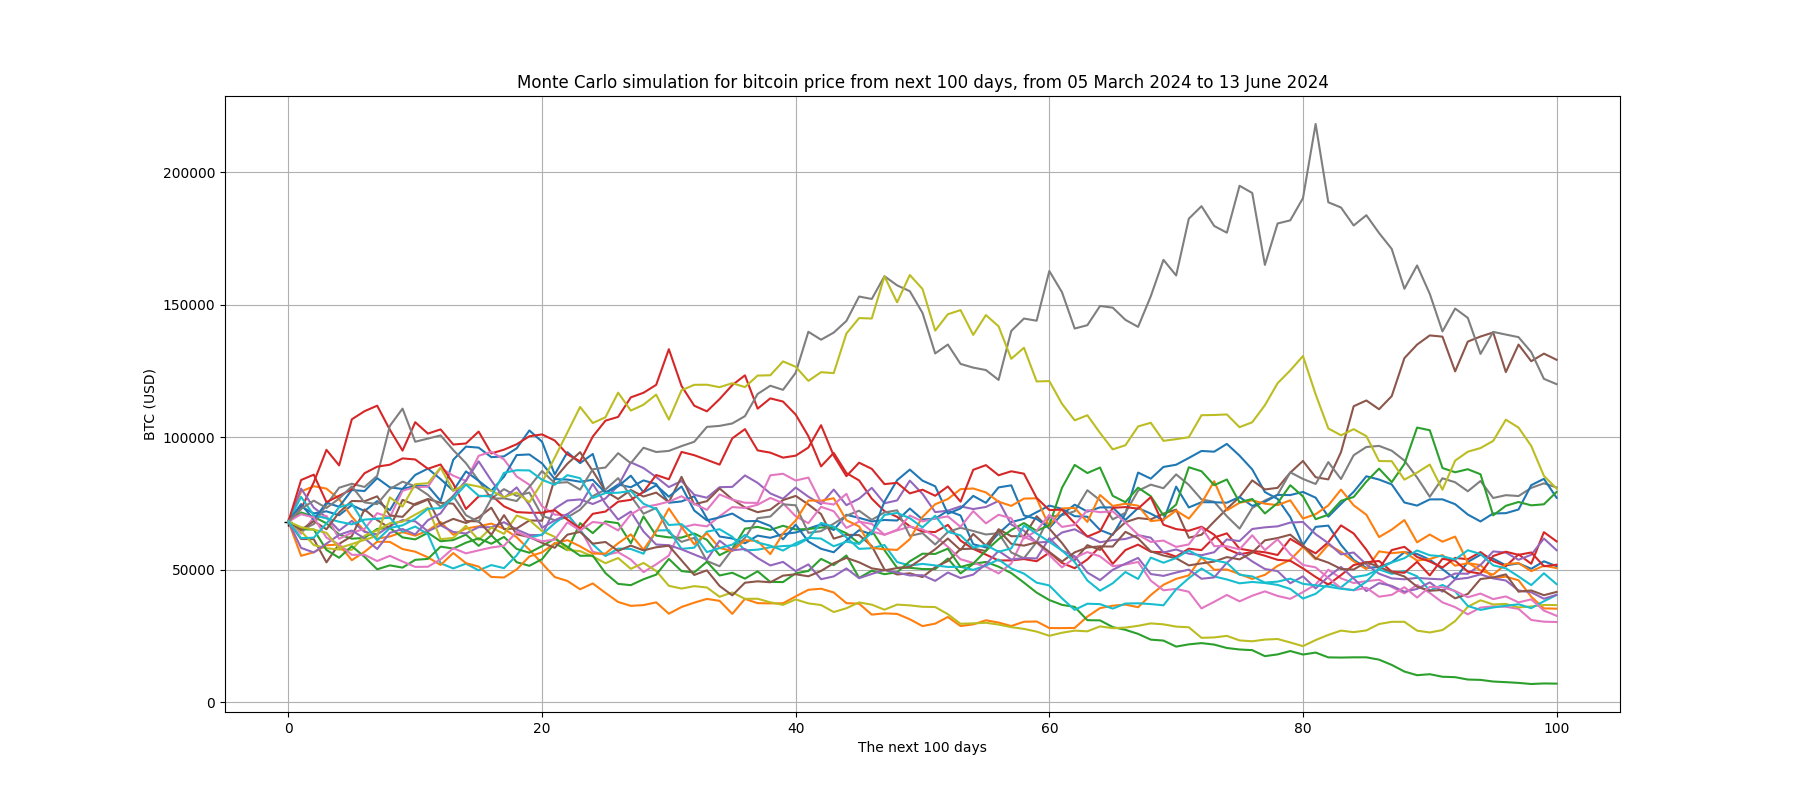 Monte Carlo simulation for bitcoin price from next 100 days, from 05 March 2024 to 13 June 2024
200000
150000
100000
50000
0
BTC (USD)
0 20 40 60 80 100
The next 100 days